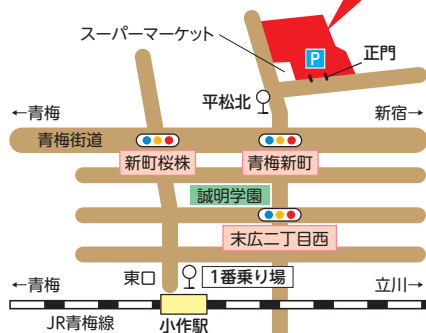 スーパーマーケット
P
正門
平松北
←青梅
新宿→
青梅街道
新町桜株
青梅新町
誠明学園
末広二丁目西
←青梅
東口
1番乗り場
立川→
JR青梅線
小作駅